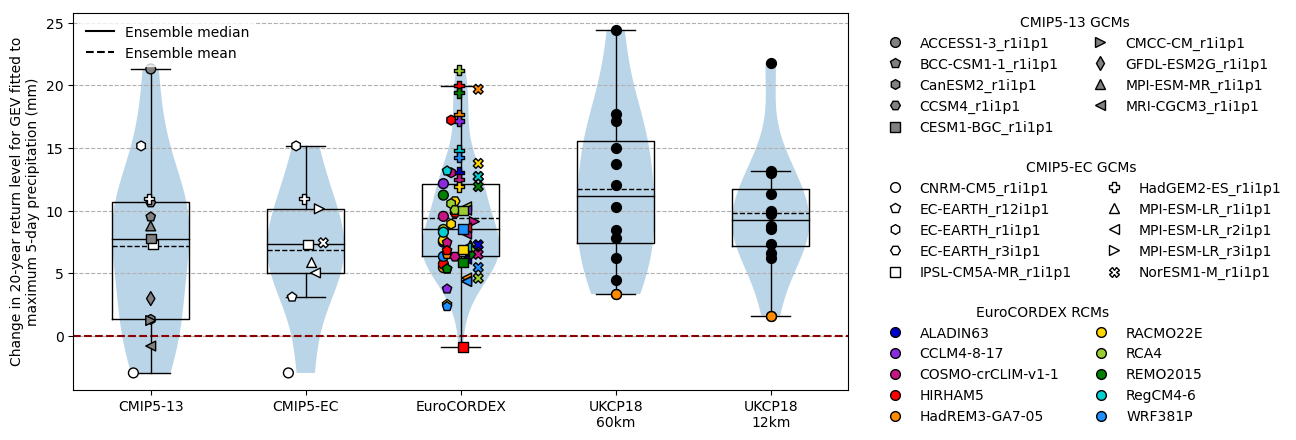 Change in 20-year return level for GEV fitted to
maximum 5-day precipitation (mm)
25
20
15
10
5
0
Ensemble median
Ensemble mean
CMIP5-13
CMIP5-EC
EuroCORDEX
UKCP18
60km
UKCP18
12km
CMIP5-13 GCMs
ACCESS1-3_r1i1p1
BCC-CSM1-1_r1i1p1
CanESM2_r1i1p1
CCSM4_r1i1p1
CESM1-BGC_r1i1p1
CMCC-CM_r1i1p1
GFDL-ESM2G_r1i1p1
MPI-ESM-MR_r1i1p1
MRI-CGCM3_r1i1p1
CMIP5-EC GCMs
CNRM-CM5_r1i1p1
EC-EARTH_r12i1p1
EC-EARTH_r1i1p1
EC-EARTH_r3i1p1
IPSL-CM5A-MR_r1i1p1
HadGEM2-ES_r1i1p1
MPI-ESM-LR_r1i1p1
MPI-ESM-LR_r2i1p1
MPI-ESM-LR_r3i1p1
NorESM1-M_r1i1p1
EuroCORDEX RCMs
ALADIN63
CCLM4-8-17
COSMO-crCLIM-v1-1
HIRHAM5
HadREM3-GA7-05
RACMO22E
RCA4
REMO2015
RegCM4-6
WRF381P